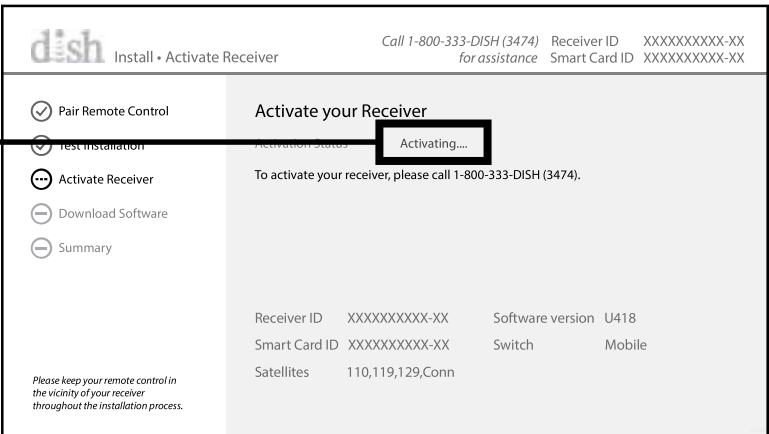 dish Install • Activate Receiver
Call 1-800-333-DISH (3474) Receiver ID XXXXXXXXXX-XX
for assistance Smart Card ID XXXXXXXXXX-XX
Pair Remote Control
Test Installation
Activate Receiver
Download Software
Summary
Please keep your remote control in
the vicinity of your receiver
throughout the installation process.
Activate your Receiver
Activation Status Activating....
To activate your receiver, please call 1-800-333-DISH (3474).
Receiver ID XXXXXXXXXX-XX Software version U418
Smart Card ID XXXXXXXXXX-XX Switch Mobile
Satellites 110,119,129,Conn